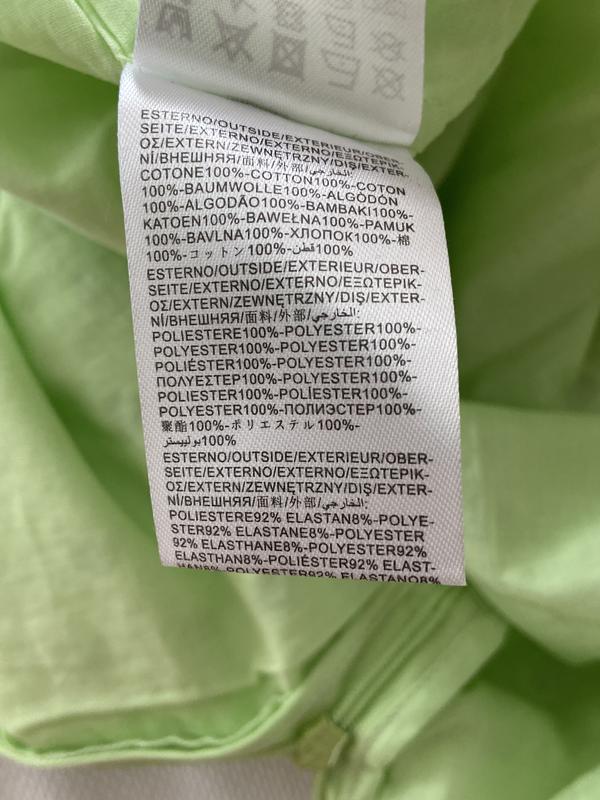 ESTERNO/OUTSIDE/EXTERIEUR/OBER-
SEITE/EXTERNO/EXTERNO/ΕΞΩΤΕΡΙΚ-
ΟΣ/EXTERN/ZEWNĘTRZNY/DIŞ/EXTER-
NÍ/ВНЕШНЯЯ/面料/外部/الخارجي:
COTONE100%-COTTON100%-COTON
100%-BAUMWOLLE100%-ALGODÓN
100%-ALGODÃO100%-ΒΑΜΒΑΚΙ100%-
KATOEN100%-BAWEŁNA100%-PAMUK
100%-BAVLNA100%-ХЛОПОК100%-棉
100%-コットン100%-قطن100%
ESTERNO/OUTSIDE/EXTERIEUR/OBER-
SEITE/EXTERNO/EXTERNO/ΕΞΩΤΕΡΙΚ-
ΟΣ/EXTERN/ZEWNĘTRZNY/DIŞ/EXTER-
NÍ/ВНЕШНЯЯ/面料/外部/الخارجي:
POLIESTERE100%-POLYESTER100%-
POLYESTER100%-POLYESTER100%-
POLIÉSTER100%-POLIÉSTER100%-
ΠΟΛΥΕΣΤΕΡ100%-POLYESTER100%-
POLIESTER100%-POLİESTER100%-
POLYESTER100%-ПОЛИЭСТЕР100%-
聚酯100%-ポリエステル100%-
بوليستر100%
ESTERNO/OUTSIDE/EXTERIEUR/OBER-
SEITE/EXTERNO/EXTERNO/ΕΞΩΤΕΡΙΚ-
ΟΣ/EXTERN/ZEWNĘTRZNY/DIŞ/EXTER-
NÍ/ВНЕШНЯЯ/面料/外部/الخارجي:
POLIESTERE92% ELASTAN8%-POLYE-
STER92% ELASTANE8%-POLYESTER
92% ELASTHANE8%-POLYESTER92%
ELASTHAN8%-POLIÉSTER92% ELAST-
HAN8%-POLYESTER92% ELASTANO8%